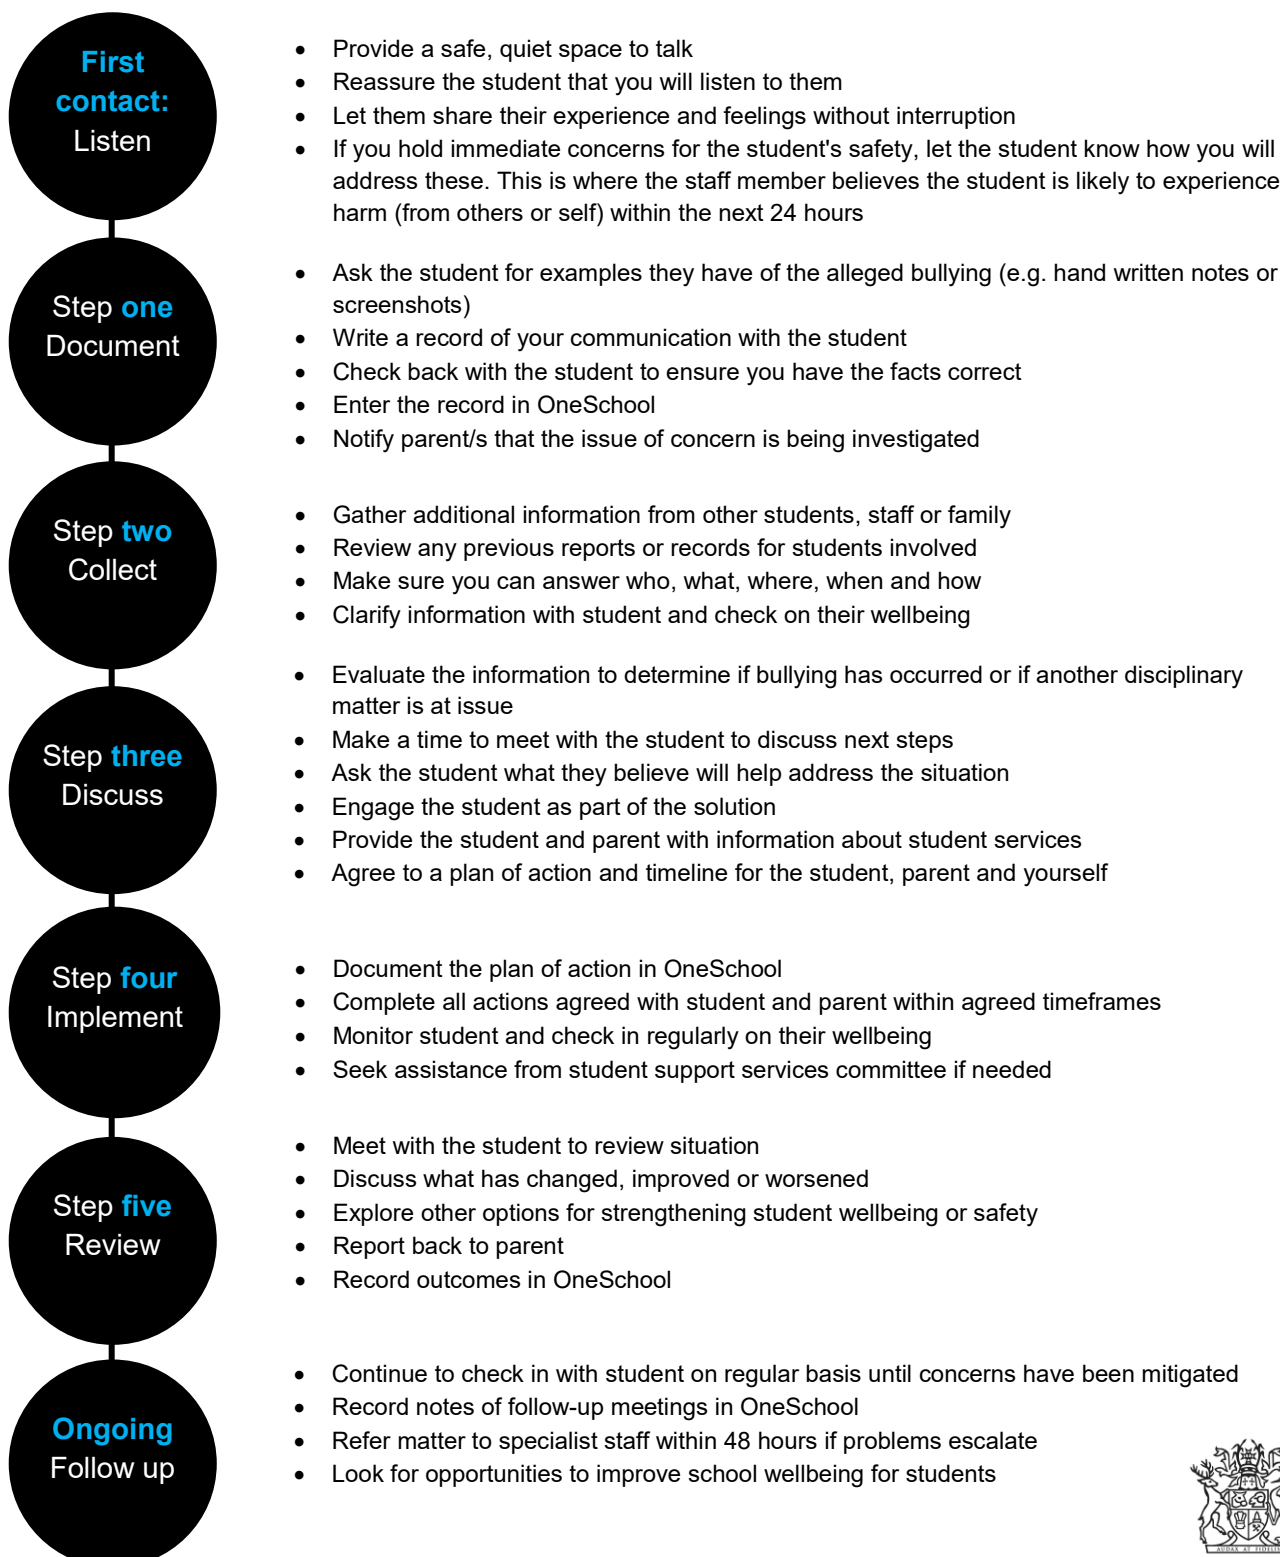 First
contact:
Listen
• Provide a safe, quiet space to talk
• Reassure the student that you will listen to them
• Let them share their experience and feelings without interruption
• If you hold immediate concerns for the student's safety, let the student know how you will
address these. This is where the staff member believes the student is likely to experience
harm (from others or self) within the next 24 hours
Step one
Document
• Ask the student for examples they have of the alleged bullying (e.g. hand written notes or
screenshots)
• Write a record of your communication with the student
• Check back with the student to ensure you have the facts correct
• Enter the record in OneSchool
• Notify parent/s that the issue of concern is being investigated
Step two
Collect
• Gather additional information from other students, staff or family
• Review any previous reports or records for students involved
• Make sure you can answer who, what, where, when and how
• Clarify information with student and check on their wellbeing
Step three
Discuss
• Evaluate the information to determine if bullying has occurred or if another disciplinary
matter is at issue
• Make a time to meet with the student to discuss next steps
• Ask the student what they believe will help address the situation
• Engage the student as part of the solution
• Provide the student and parent with information about student services
• Agree to a plan of action and timeline for the student, parent and yourself
Step four
Implement
• Document the plan of action in OneSchool
• Complete all actions agreed with student and parent within agreed timeframes
• Monitor student and check in regularly on their wellbeing
• Seek assistance from student support services committee if needed
Step five
Review
• Meet with the student to review situation
• Discuss what has changed, improved or worsened
• Explore other options for strengthening student wellbeing or safety
• Report back to parent
• Record outcomes in OneSchool
Ongoing
Follow up
• Continue to check in with student on regular basis until concerns have been mitigated
• Record notes of follow-up meetings in OneSchool
• Refer matter to specialist staff within 48 hours if problems escalate
• Look for opportunities to improve school wellbeing for students
AUDAX AT